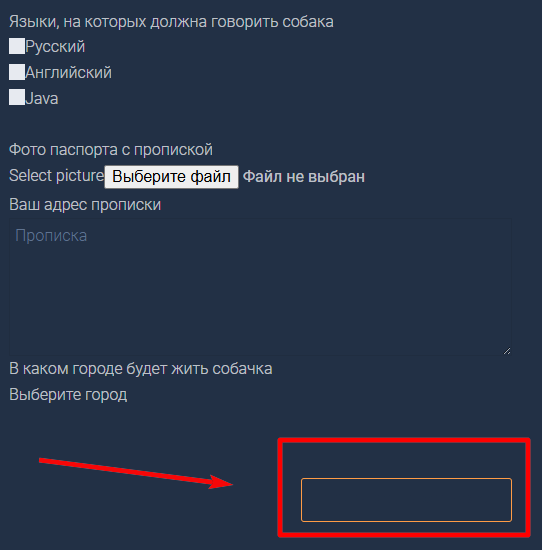 Языки, на которых должна говорить собака
Русский
Английский
Java
Фото паспорта с пропиской
Select picture Выберите файл Файл не выбран
Ваш адрес прописки
Прописка
В каком городе будет жить собачка
Выберите город